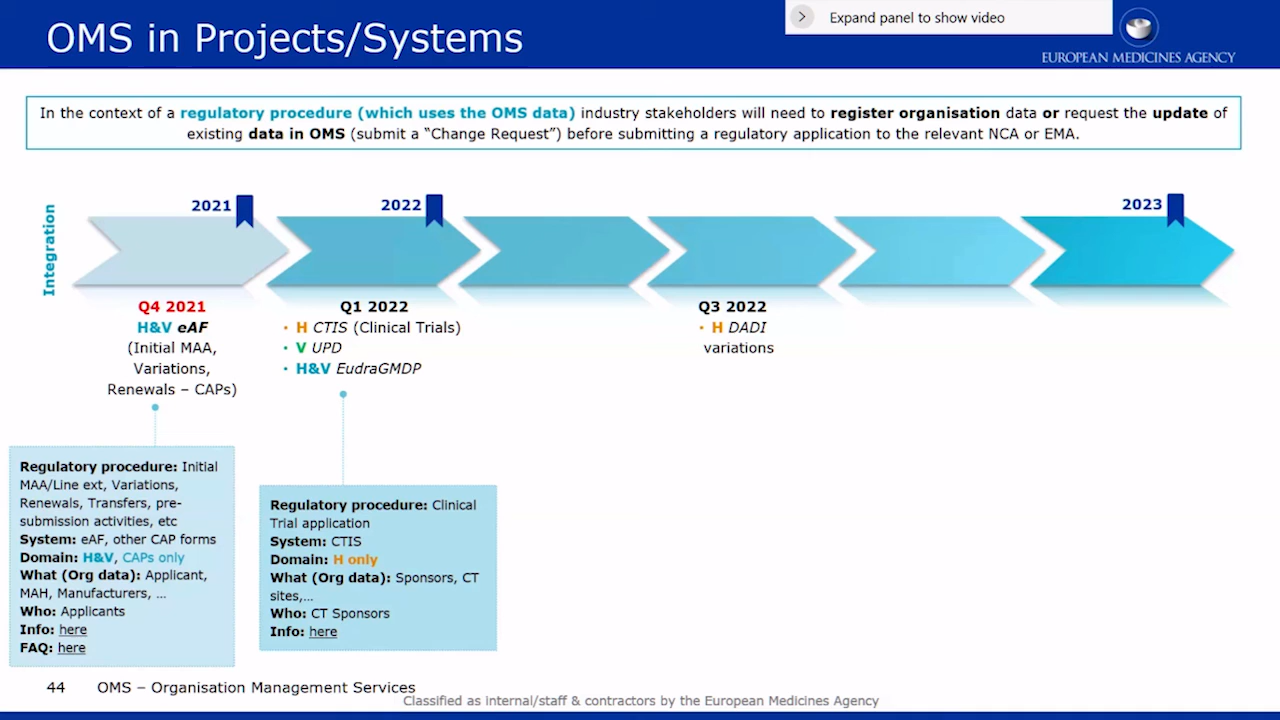 OMS in Projects/Systems
Expand panel to show video
EUROPEAN MEDICINES AGENCY
In the context of a regulatory procedure (which uses the OMS data) industry stakeholders will need to register organisation data or request the update of
existing data in OMS (submit a “Change Request”) before submitting a regulatory application to the relevant NCA or EMA.
Integration
2021
2022
2023
Q4 2021
H&V eAF
(Initial MAA,
Variations,
Renewals – CAPs)
Q1 2022
• H CTIS (Clinical Trials)
• V UPD
• H&V EudraGMDP
Q3 2022
• H DADI
variations
Regulatory procedure: Initial
MAA/Line ext, Variations,
Renewals, Transfers, pre-
submission activities, etc
System: eAF, other CAP forms
Domain: H&V, CAPs only
What (Org data): Applicant,
MAH, Manufacturers, …
Who: Applicants
Info: here
FAQ: here
Regulatory procedure: Clinical
Trial application
System: CTIS
Domain: H only
What (Org data): Sponsors, CT
sites,…
Who: CT Sponsors
Info: here
44 OMS – Organisation Management Services
Classified as internal/staff & contractors by the European Medicines Agency